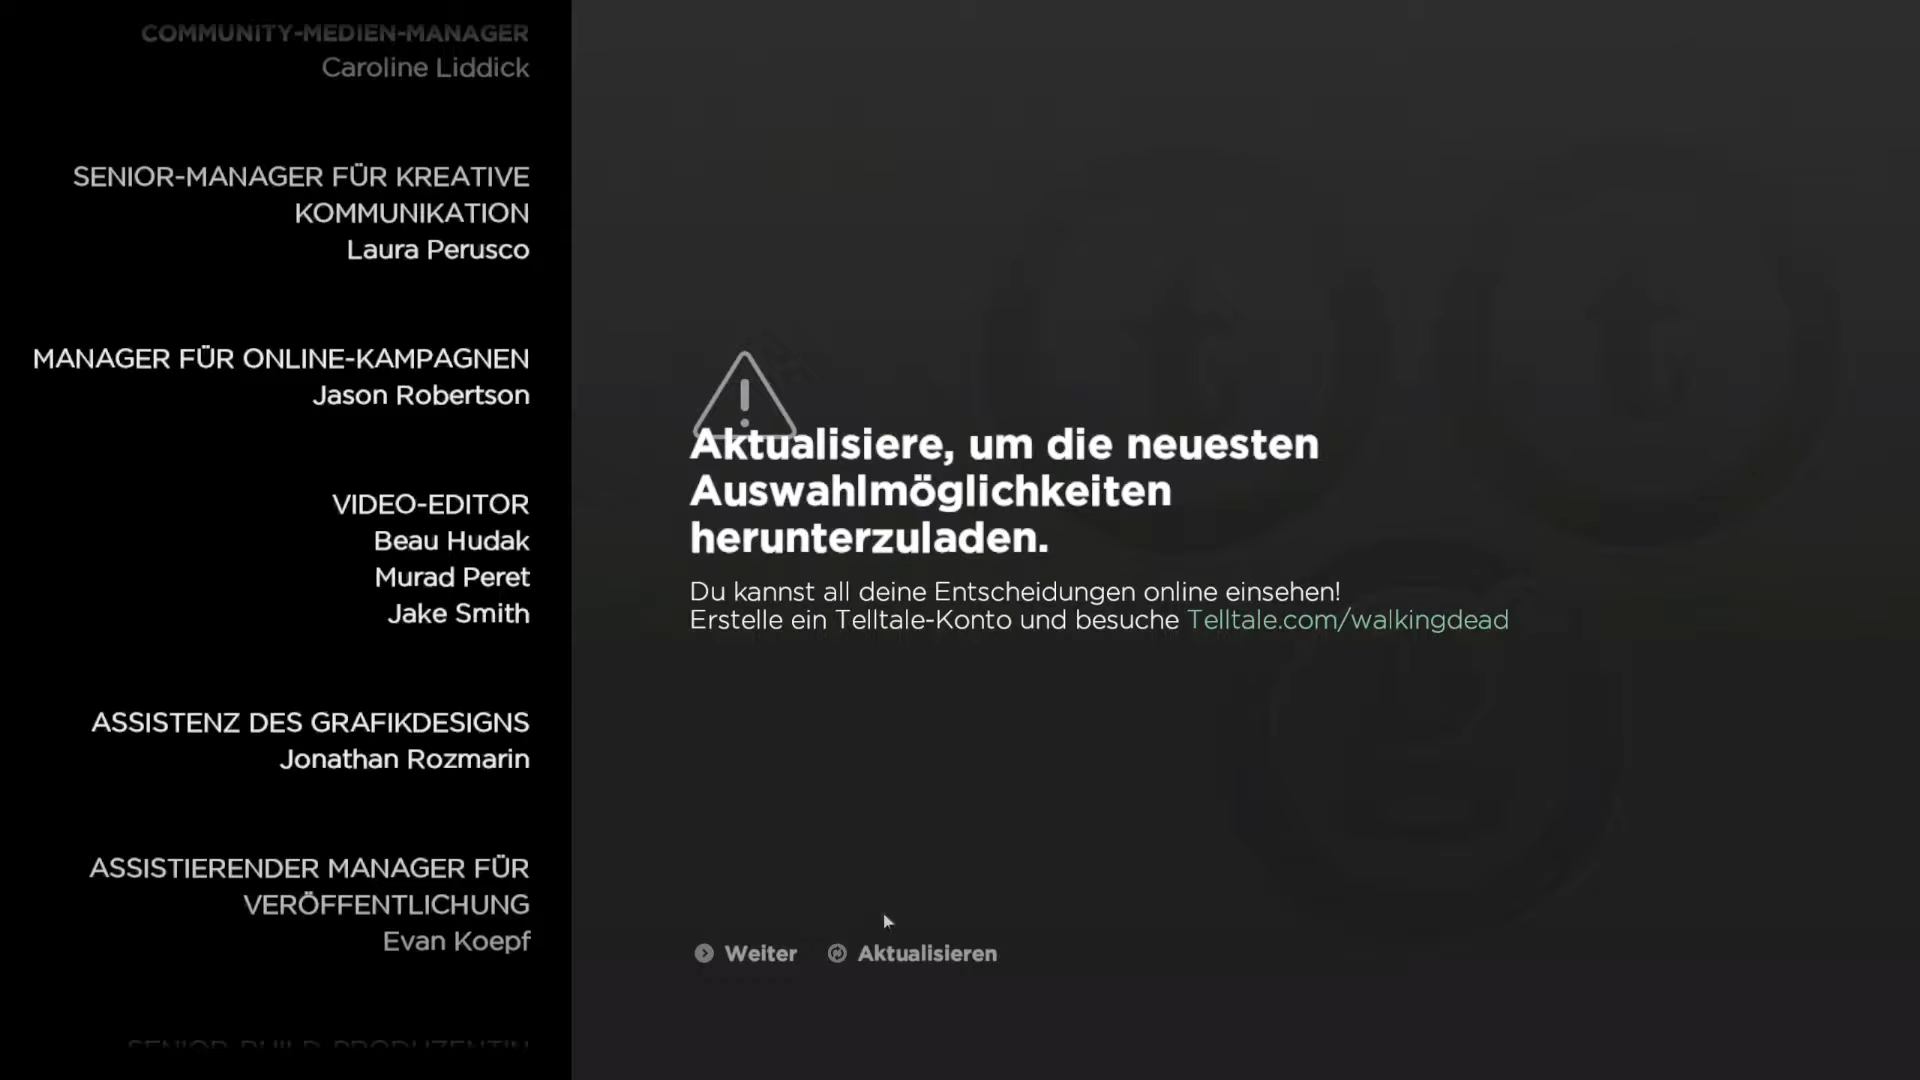 COMMUNITY-MEDIEN-MANAGER
Caroline Liddick
SENIOR-MANAGER FÜR KREATIVE
KOMMUNIKATION
Laura Perusco
MANAGER FÜR ONLINE-KAMPAGNEN
Jason Robertson
VIDEO-EDITOR
Beau Hudak
Murad Peret
Jake Smith
ASSISTENZ DES GRAFIKDESIGNS
Jonathan Rozmarin
ASSISTIERENDER MANAGER FÜR
VERÖFFENTLICHUNG
Evan Koepf
SENIOR-BUILD-PRODUZENTIN
Aktualisiere, um die neuesten
Auswahlmöglichkeiten
herunterzuladen.
Du kannst all deine Entscheidungen online einsehen!
Erstelle ein Telltale-Konto und besuche Telltale.com/walkingdead
Weiter
Aktualisieren